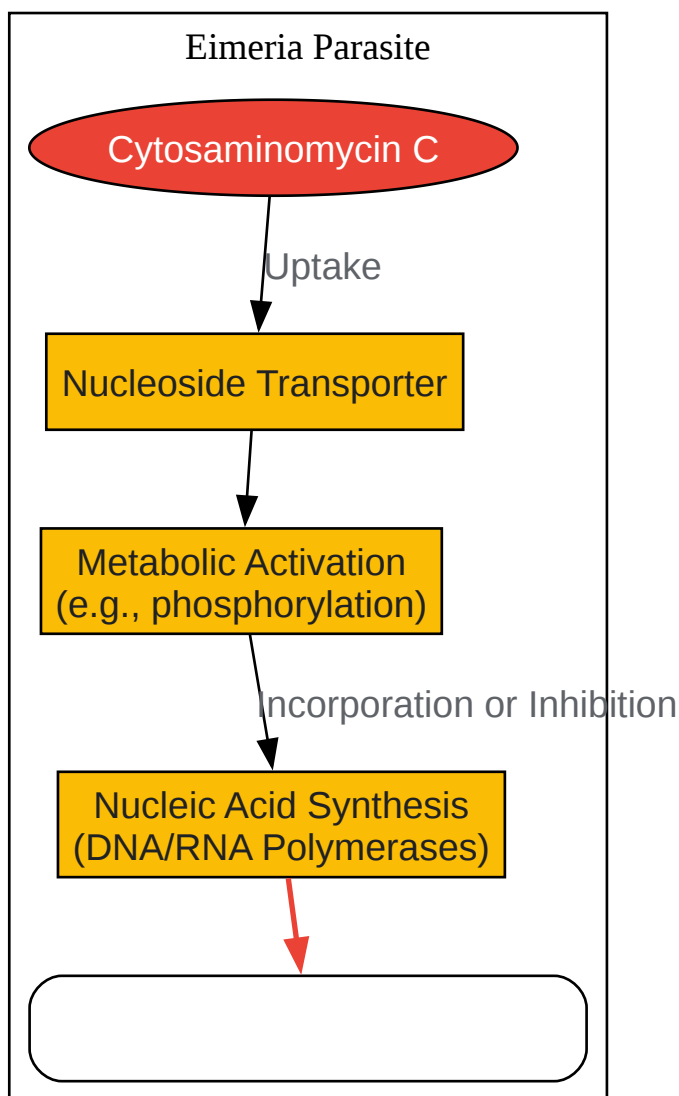 Eimeria Parasite
Cytosaminomycin C
Uptake
Nucleoside Transporter
Metabolic Activation
(e.g., phosphorylation)
Incorporation or Inhibition
Nucleic Acid Synthesis
(DNA/RNA Polymerases)